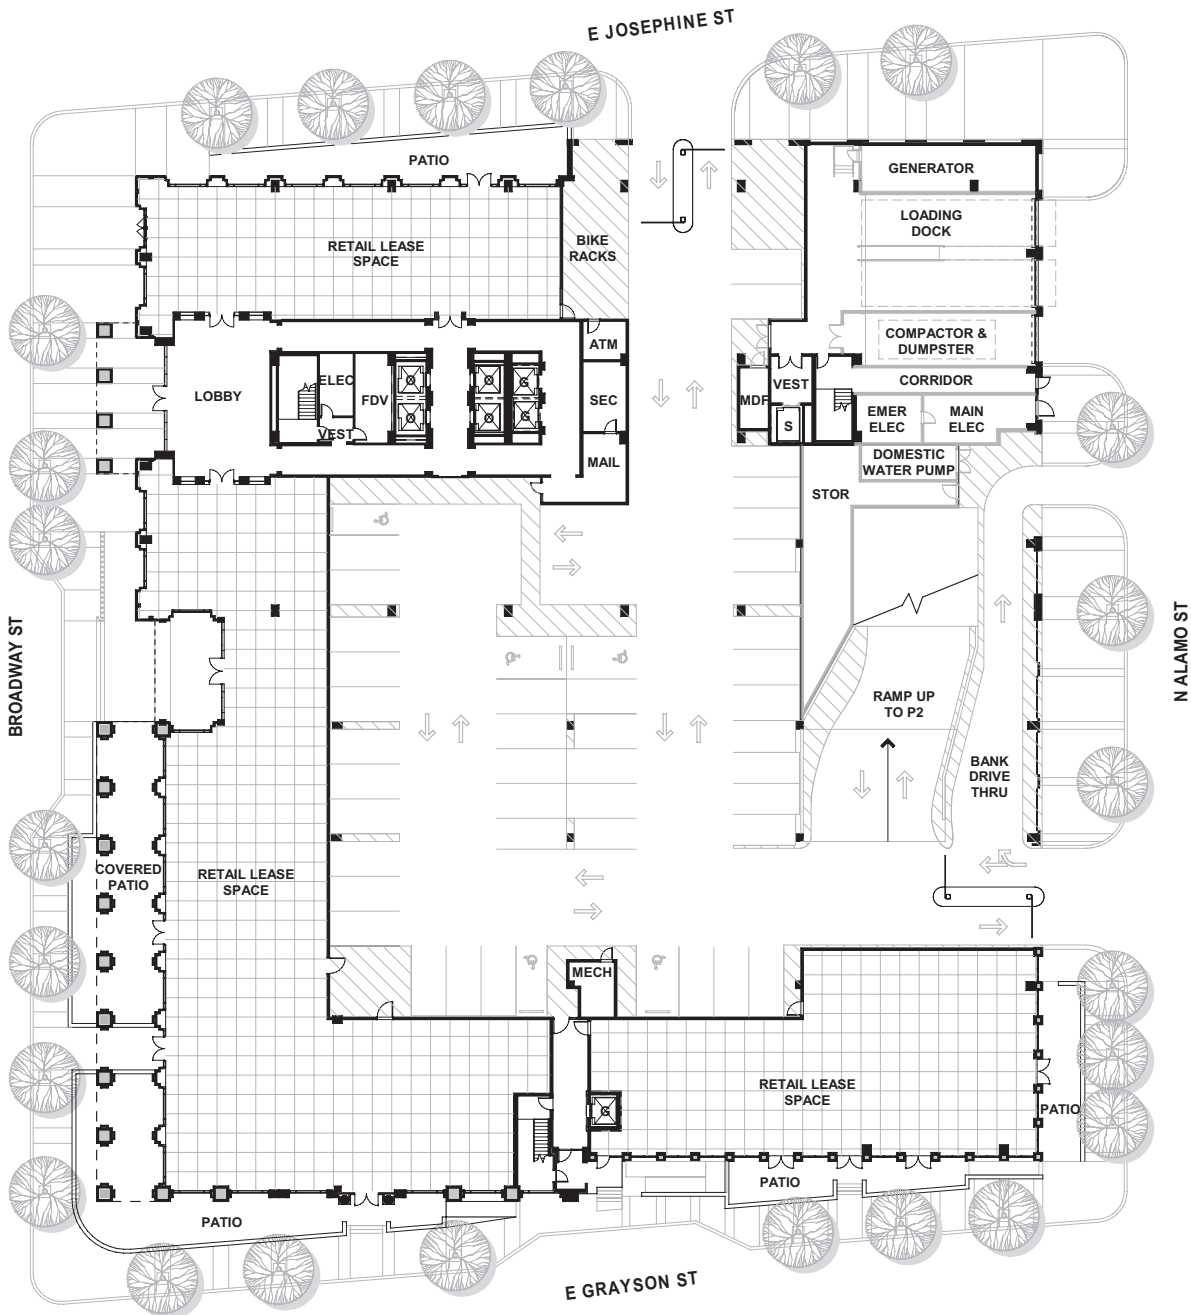 E JOSEPHINE ST
PATIO
GENERATOR
LOADING
DOCK
RETAIL LEASE
SPACE
BIKE
RACKS
ATM
COMPACTOR &
DUMPSTER
LOBBY
ELEC
FDV
VEST
O
O
O
O
G
G
SEC
MAIL
MDF
VEST
S
CORRIDOR
EMER
ELEC
MAIN
ELEC
DOMESTIC
WATER PUMP
STOR
BROADWAY ST
N ALAMO ST
RAMP UP
TO P2
BANK
DRIVE
THRU
COVERED
PATIO
RETAIL LEASE
SPACE
MECH
RETAIL LEASE
SPACE
G
PATIO
PATIO
PATIO
E GRAYSON ST